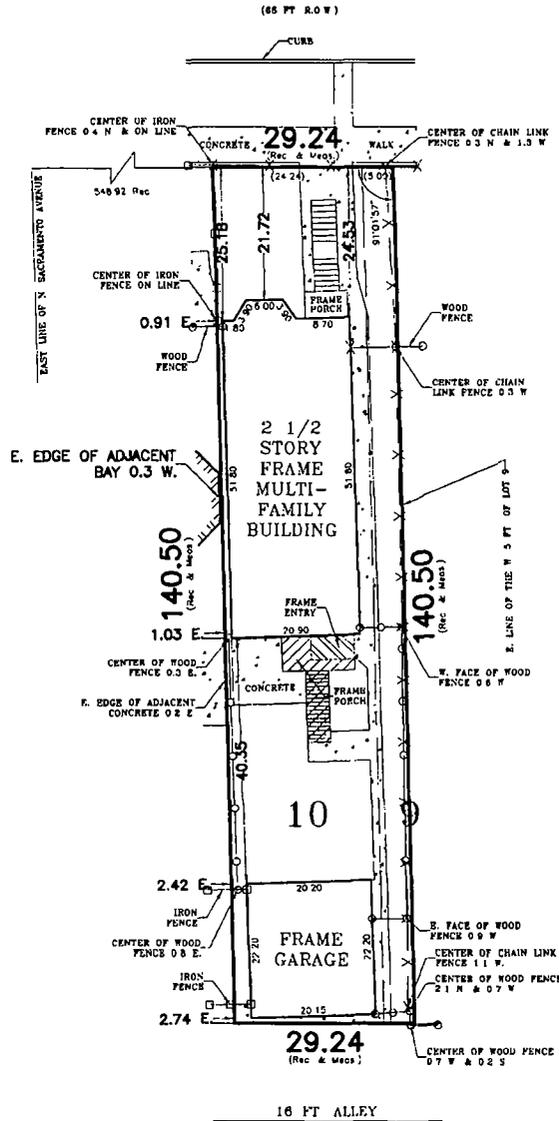 (66 FT R.O.W)
CURB
CENTER OF IRON
FENCE 0.4 N & ON LINE
CONCRETE
29.24
(Rec & Meas.)
WALK
CENTER OF CHAIN LINK
FENCE 0.3 N & 1.3 W
(24.24)
(5.00)
548.92 Rec
EAST LINE OF N SACRAMENTO AVENUE
25.18
21.72
24.53
91°01'57"
CENTER OF IRON
FENCE ON LINE
0.91 E
WOOD
FENCE
6.00
3.90
FRAME
PORCH
8.70
WOOD
FENCE
CENTER OF CHAIN
LINK FENCE 0.3 W
2 1/2
STORY
FRAME
MULTI-
FAMILY
BUILDING
51.80
51.80
E. EDGE OF ADJACENT
BAY 0.3 W.
140.50
(Rec & Meas)
140.50
(Rec & Meas)
E. LINE OF THE W 5 FT OF LOT 9
1.03 E
20.90
FRAME
ENTRY
CENTER OF WOOD
FENCE 0.3 E.
W. FACE OF WOOD
FENCE 0.6 W
E. EDGE OF ADJACENT
CONCRETE 0.2 E
CONCRETE
FRAME
PORCH
40.35
10
9
2.42 E
20.20
IRON
FENCE
CENTER OF WOOD
FENCE 0.8 E.
22.20
FRAME
GARAGE
22.20
E. FACE OF WOOD
FENCE 0.9 W
CENTER OF CHAIN LINK
FENCE 1.1 W.
CENTER OF WOOD FENCE
2.1 N & 0.7 W
IRON
FENCE
2.74 E
20.15
29.24
(Rec & Meas)
CENTER OF WOOD FENCE
0.7 W & 0.2 S
16 FT ALLEY